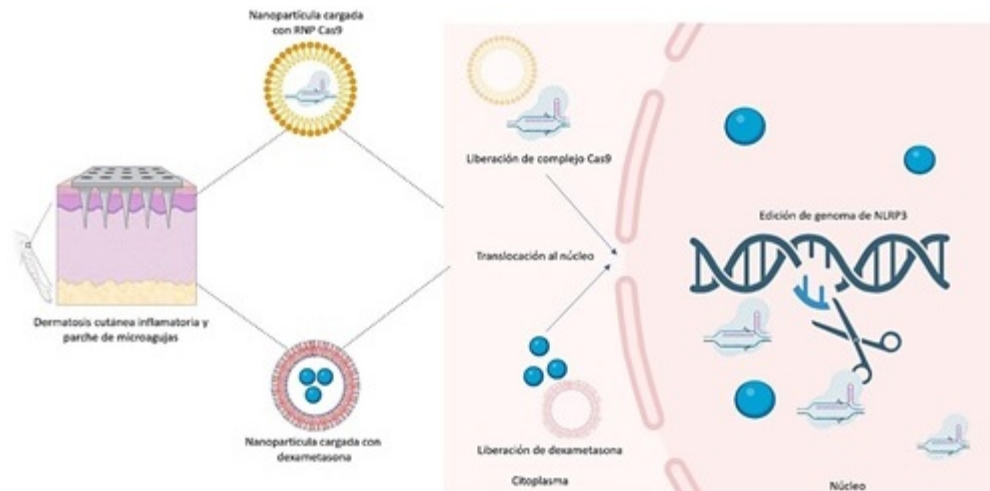 Nanopartícula cargada
con RNP Cas9
Dermatosis cutánea inflamatoria y
parche de microagujas
Nanopartícula cargada con
dexametasona
Liberación de complejo Cas9
Translocación al núcleo
Liberación de dexametasona
Citoplasma
Edición de genoma de NLRP3
Núcleo